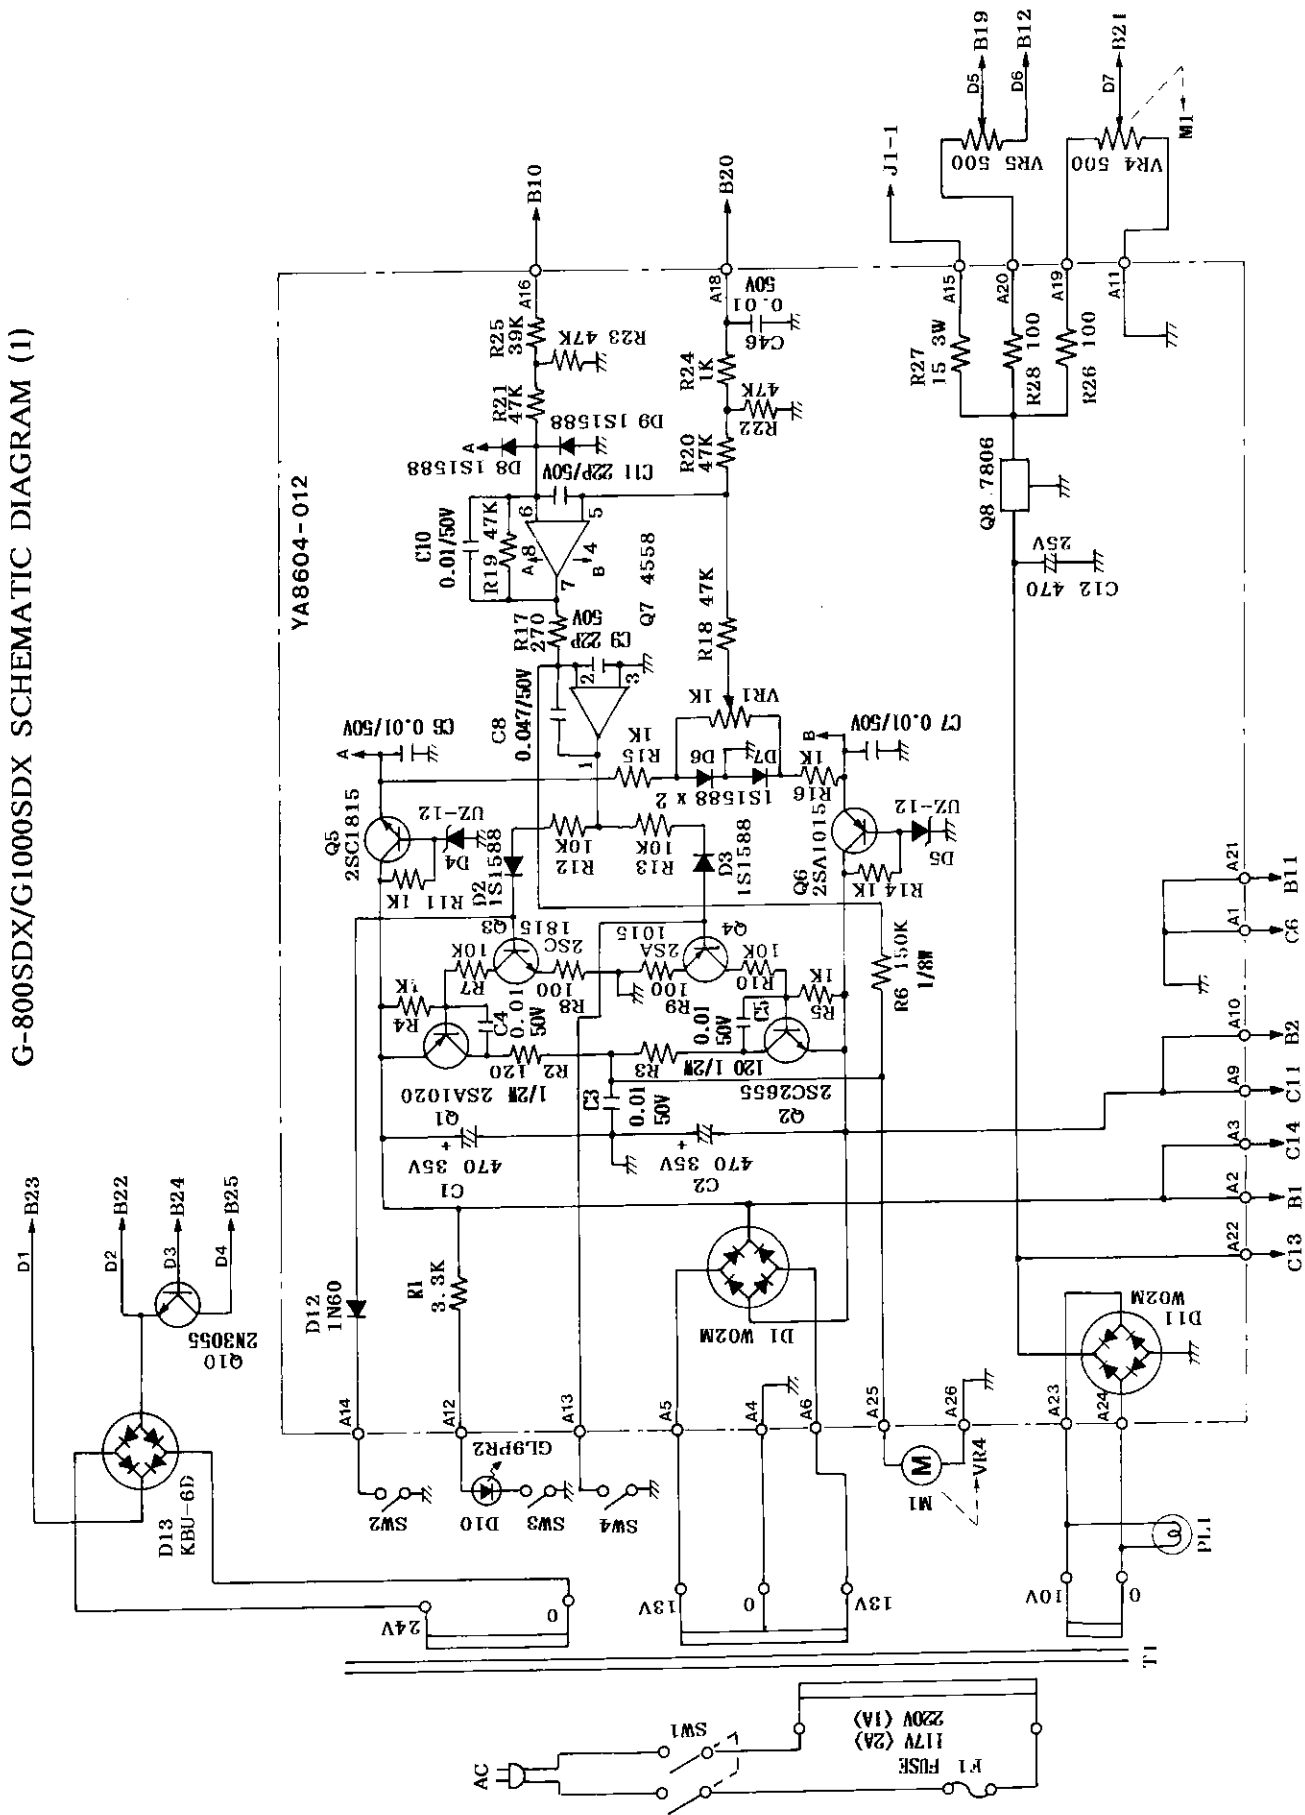 G-800SDX/G1000SDX SCHEMATIC DIAGRAM (1)
YA8604-012
D1
B23
D2
B22
D3
B24
D4
B25
Q10
2N3055
D13
KBU-6D
24V
0
AC
SW1
F1 FUSE
117V (2A)
220V (1A)
T1
13V
0
13V
10V
0
PL1
SW2
D10
GL9PR2
SW3
SW4
M1
VR4
A14
A12
A13
A5
A4
A6
A25
A26
A23
A24
D12
1N60
R1
3.3K
D1 W02M
D11
W02M
C1
470 35V
+
C2
470 35V
+
C3
0.01
50V
Q1
2SA1020
Q2
2SC2655
R2
120
1/2W
R3
120 1/2W
R4
1K
C4
0.01
50V
C5
0.01
50V
R5
1K
R6 150K
1/8W
R7
10K
Q3
2SC
1815
R8
100
R9
100
Q4
2SA
1015
R10
10K
R11
1K
Q5
2SC1815
D4
UZ-12
A
C6 0.01/50V
D2
1S1588
R12
10K
R13
10K
D3
1S1588
Q6
2SA1015
R14 1K
D5
UZ-12
B
C7 0.01/50V
R15
1K
D6
D7
1S1588 x 2
R16
1K
VR1
1K
C8
0.047/50V
1
2
3
C9 22P
50V
R17
270
Q7 4558
R18 47K
C10
0.01/50V
R19 47K
A
8
B
4
7
6
5
C11 22P/50V
D8 1S1588
A
D9 1S1588
R21
47K
R25
39K
R23 47K
A16
B10
R20
47K
R22
47K
R24
1K
C46
0.01
50V
A18
B20
Q8 7806
C12 470
25V
R27
15 3W
R28 100
R26 100
A15
A20
A19
A11
J1-1
VR5
500
D5
B19
D6
B12
VR4
500
D7
B21
M1
A22
C13
A2
B1
A3
C14
A9
C11
A10
B2
A1
C6
A21
B11